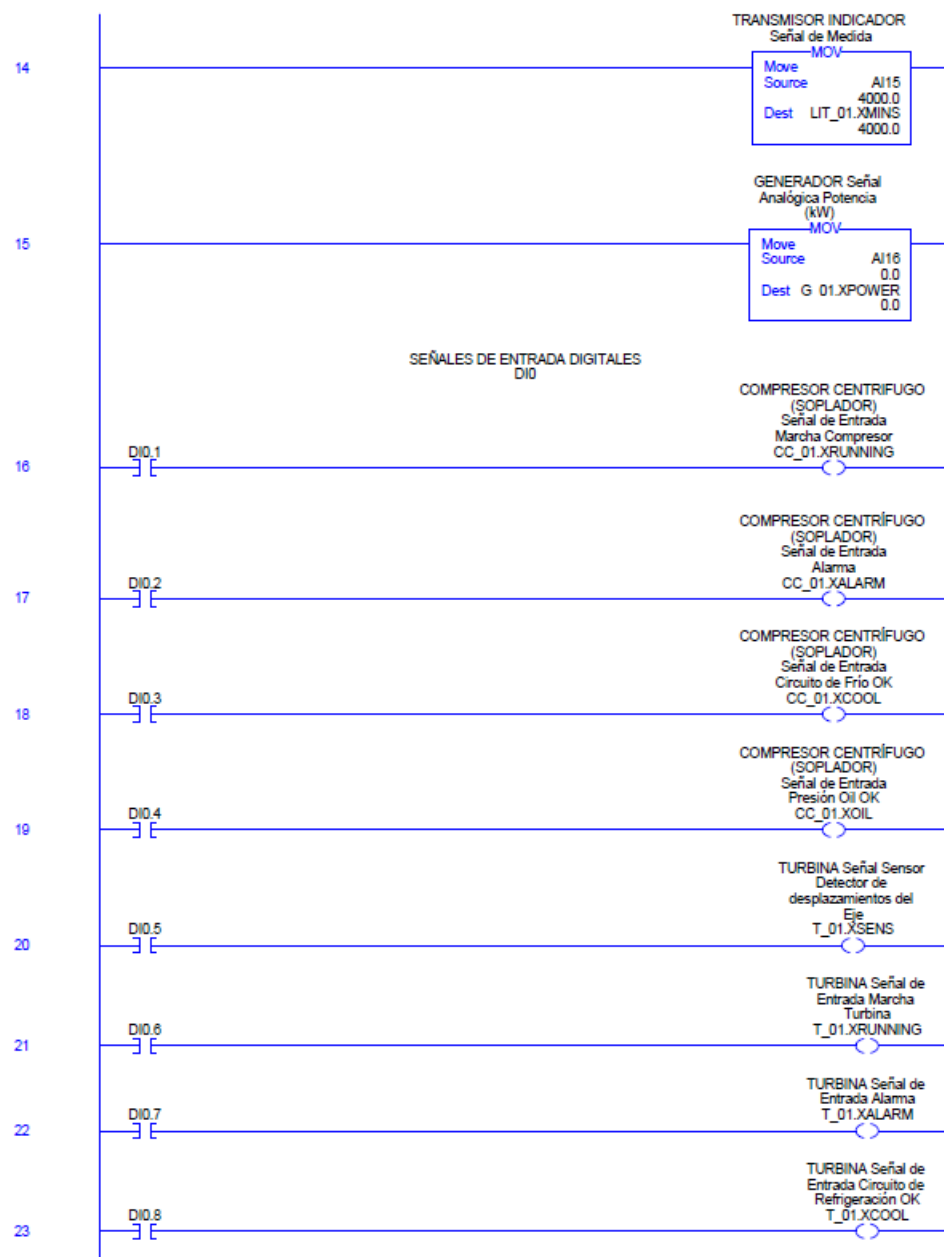 TRANSMISOR INDICADOR
Señal de Medida
MOV
14
Move
Source AI15
4000.0
Dest LIT_01.XMINS
4000.0
GENERADOR Señal
Analógica Potencia
(kW)
MOV
15
Move
Source AI16
0.0
Dest G_01.XPOWER
0.0
SEÑALES DE ENTRADA DIGITALES
DI0
COMPRESOR CENTRIFUGO
(SOPLADOR)
Señal de Entrada
Marcha Compresor
DI0.1 CC_01.XRUNNING
16
COMPRESOR CENTRÍFUGO
(SOPLADOR)
Señal de Entrada
Alarma
DI0.2 CC_01.XALARM
17
COMPRESOR CENTRÍFUGO
(SOPLADOR)
Señal de Entrada
Circuito de Frío OK
DI0.3 CC_01.XCOOL
18
COMPRESOR CENTRÍFUGO
(SOPLADOR)
Señal de Entrada
Presión Oil OK
DI0.4 CC_01.XOIL
19
TURBINA Señal Sensor
Detector de
desplazamientos del
Eje
DI0.5 T_01.XSENS
20
TURBINA Señal de
Entrada Marcha
Turbina
DI0.6 T_01.XRUNNING
21
TURBINA Señal de
Entrada Alarma
DI0.7 T_01.XALARM
22
TURBINA Señal de
Entrada Circuito de
Refrigeración OK
DI0.8 T_01.XCOOL
23